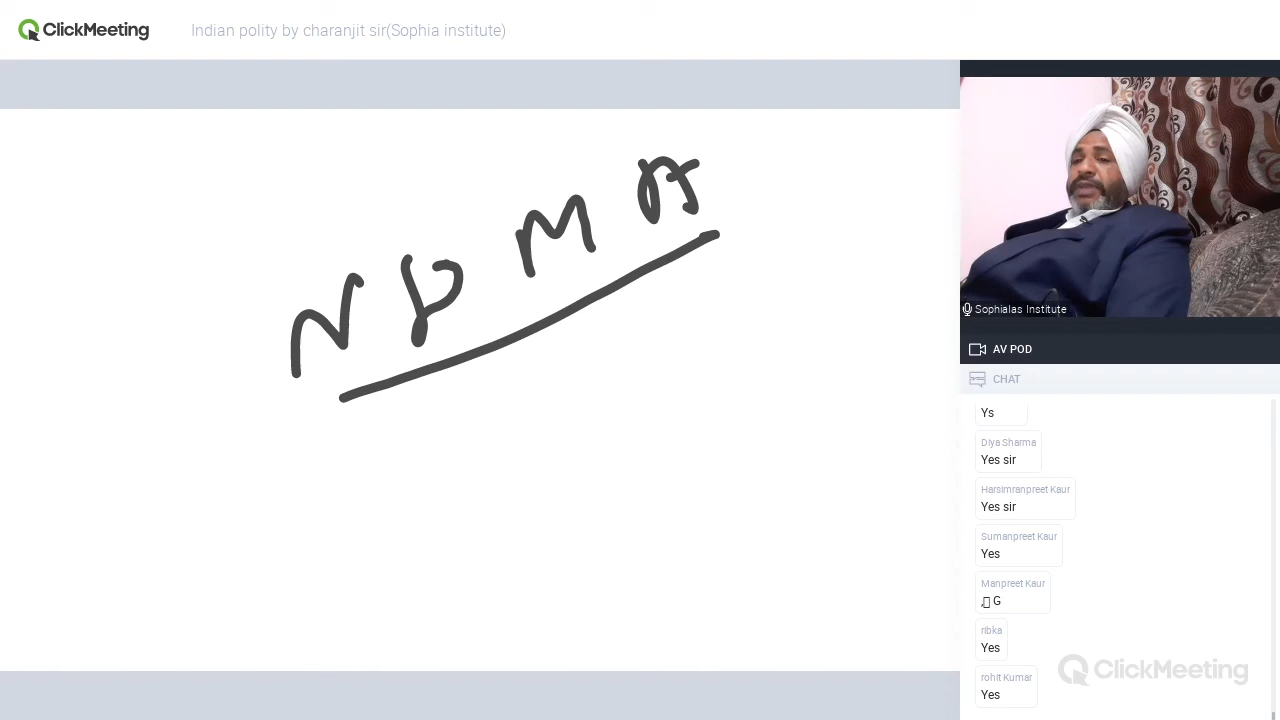 ClickMeeting
Indian polity by charanjit sir(Sophia institute)
NDMA
Sophialas Institute
AV POD
CHAT
Ys
Diya Sharma
Yes sir
Harsimranpreet Kaur
Yes sir
Sumanpreet Kaur
Yes
Manpreet Kaur
G
ribka
Yes
rohit Kumar
Yes
ClickMeeting